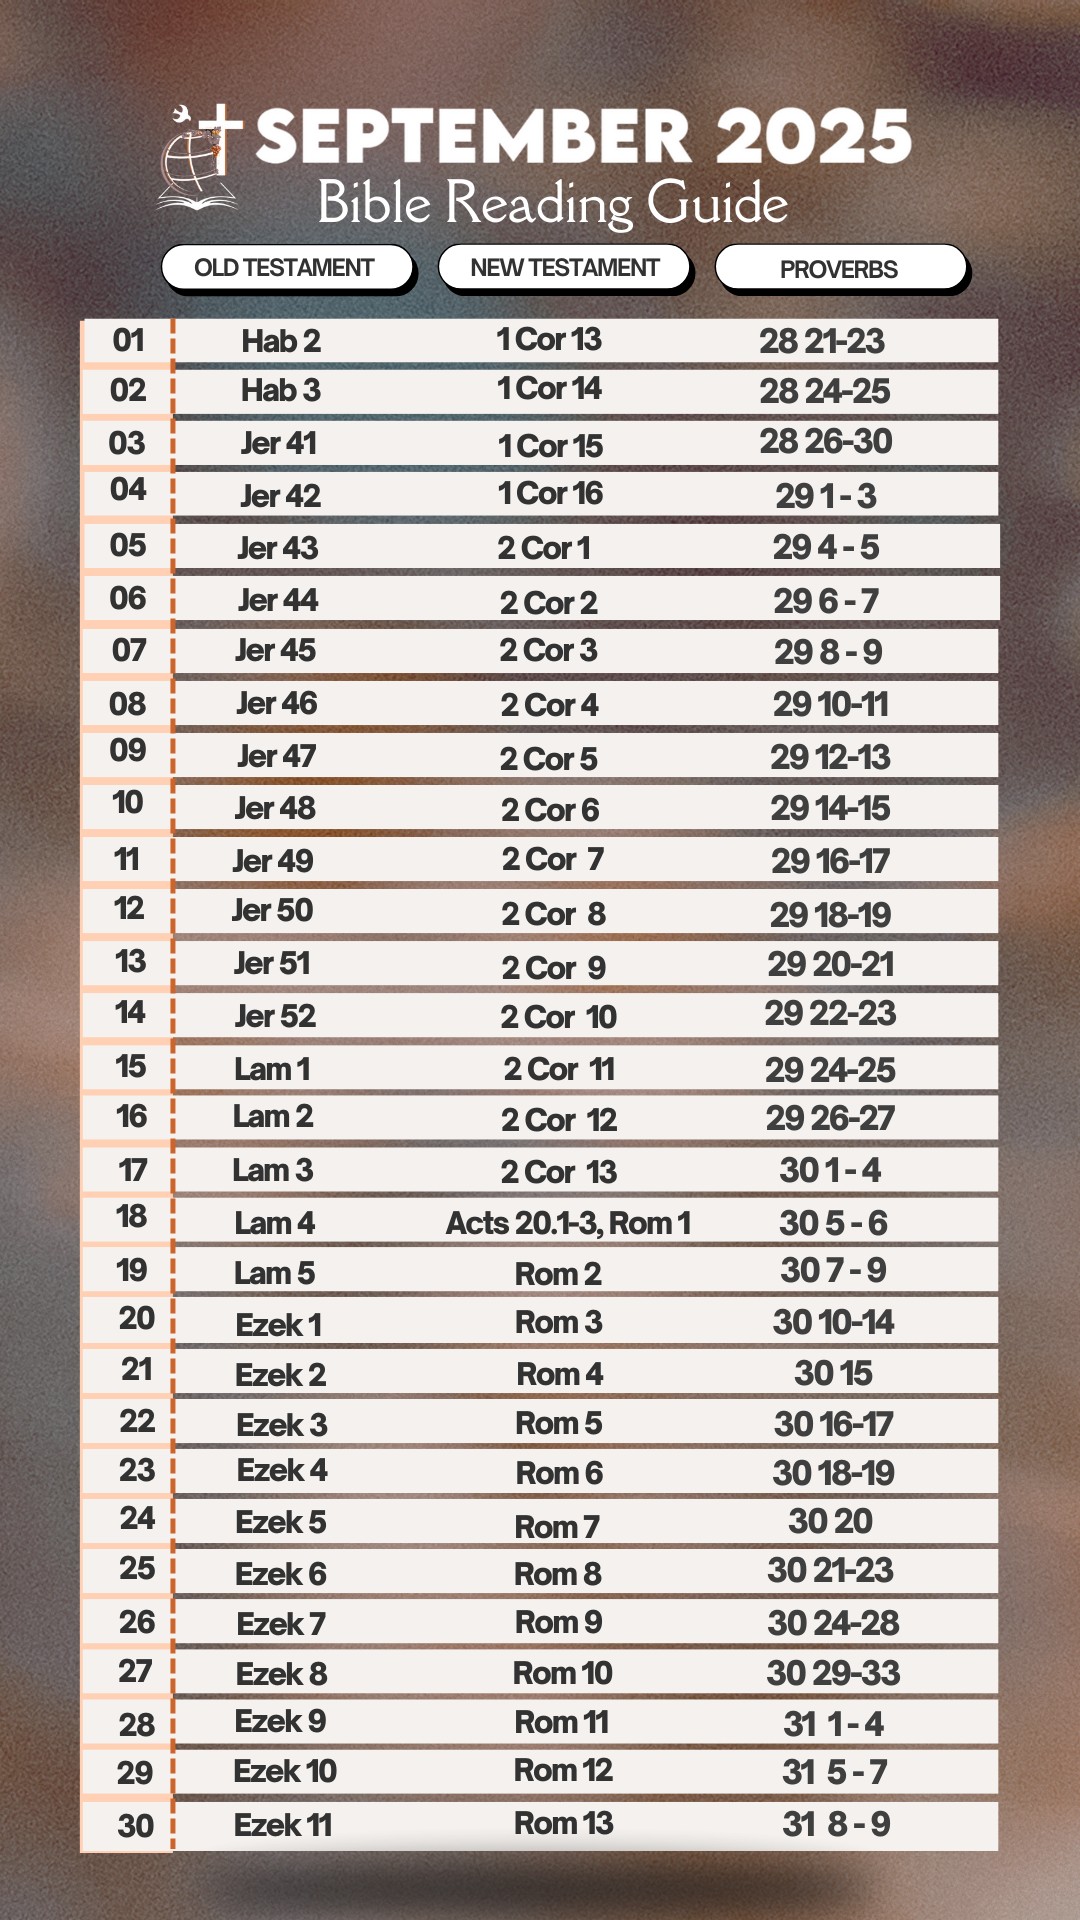 SEPTEMBER 2025
Bible Reading Guide
OLD TESTAMENT NEW TESTAMENT PROVERBS
01 Hab 2 1 Cor 13 28 21-23
02 Hab 3 1 Cor 14 28 24-25
03 Jer 41 1 Cor 15 28 26-30
04 Jer 42 1 Cor 16 29 1 - 3
05 Jer 43 2 Cor 1 29 4 - 5
06 Jer 44 2 Cor 2 29 6 - 7
07 Jer 45 2 Cor 3 29 8 - 9
08 Jer 46 2 Cor 4 29 10-11
09 Jer 47 2 Cor 5 29 12-13
10 Jer 48 2 Cor 6 29 14-15
11 Jer 49 2 Cor 7 29 16-17
12 Jer 50 2 Cor 8 29 18-19
13 Jer 51 2 Cor 9 29 20-21
14 Jer 52 2 Cor 10 29 22-23
15 Lam 1 2 Cor 11 29 24-25
16 Lam 2 2 Cor 12 29 26-27
17 Lam 3 2 Cor 13 30 1 - 4
18 Lam 4 Acts 20.1-3, Rom 1 30 5 - 6
19 Lam 5 Rom 2 30 7 - 9
20 Ezek 1 Rom 3 30 10-14
21 Ezek 2 Rom 4 30 15
22 Ezek 3 Rom 5 30 16-17
23 Ezek 4 Rom 6 30 18-19
24 Ezek 5 Rom 7 30 20
25 Ezek 6 Rom 8 30 21-23
26 Ezek 7 Rom 9 30 24-28
27 Ezek 8 Rom 10 30 29-33
28 Ezek 9 Rom 11 31 1 - 4
29 Ezek 10 Rom 12 31 5 - 7
30 Ezek 11 Rom 13 31 8 - 9